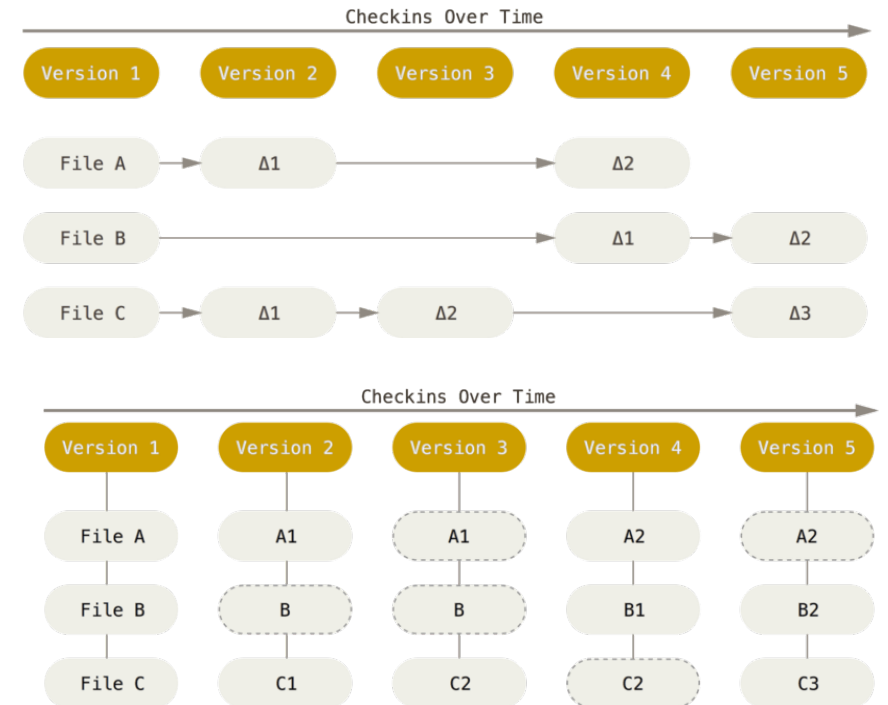 Checkins Over Time
Version 1 Version 2 Version 3 Version 4 Version 5
File A Δ1 Δ2
File B Δ1 Δ2
File C Δ1 Δ2 Δ3
Checkins Over Time
Version 1 Version 2 Version 3 Version 4 Version 5
File A A1 A1 A2 A2
File B B B B1 B2
File C C1 C2 C2 C3